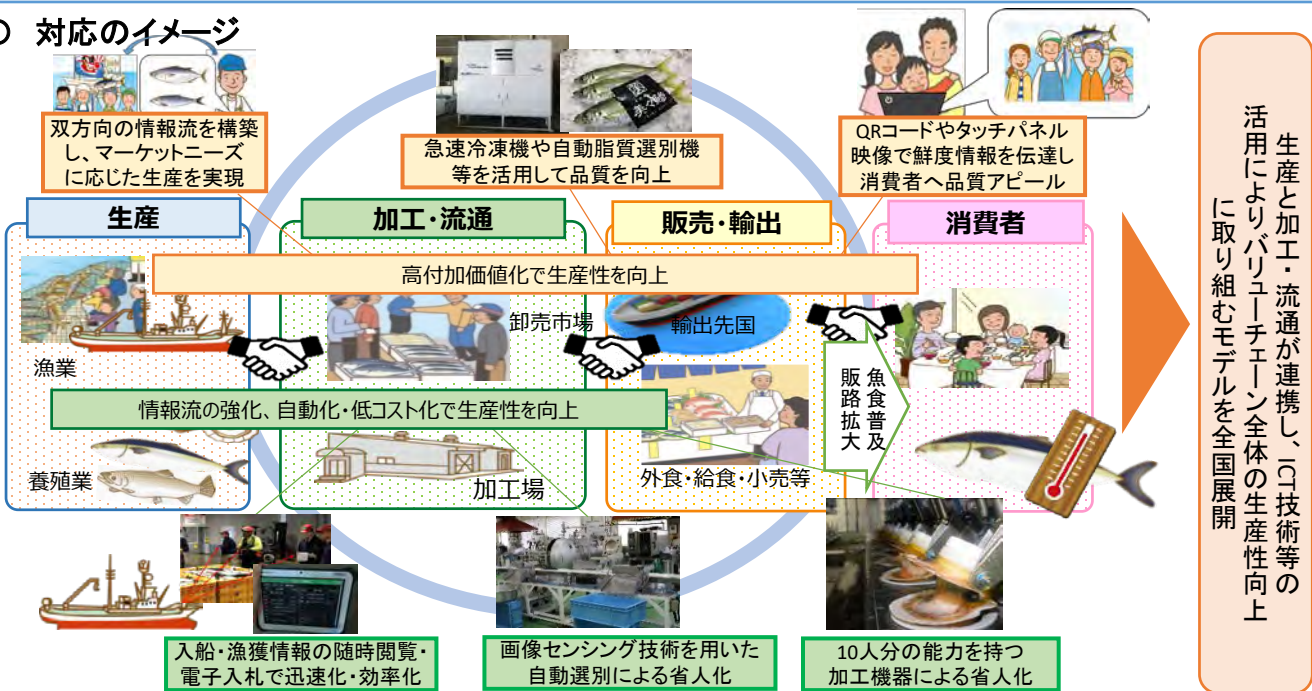 〇 対応のイメージ
双方向の情報流を構築
し、マーケットニーズ
に応じた生産を実現
急速冷凍機や自動脂質選別機
等を活用して品質を向上
QRコードやタッチパネル
映像で鮮度情報を伝達し
消費者へ品質アピール
生産
加工・流通
販売・輸出
消費者
高付加価値化で生産性を向上
漁業
卸売市場
輸出先国
魚食普及
販路拡大
情報流の強化、自動化・低コスト化で生産性を向上
養殖業
加工場
外食・給食・小売等
入船・漁獲情報の随時閲覧・
電子入札で迅速化・効率化
画像センシング技術を用いた
自動選別による省人化
10人分の能力を持つ
加工機器による省人化
生産と加工・流通が連携し、ICT技術等の
活用によりバリューチェーン全体の生産性向上
に取り組むモデルを全国展開